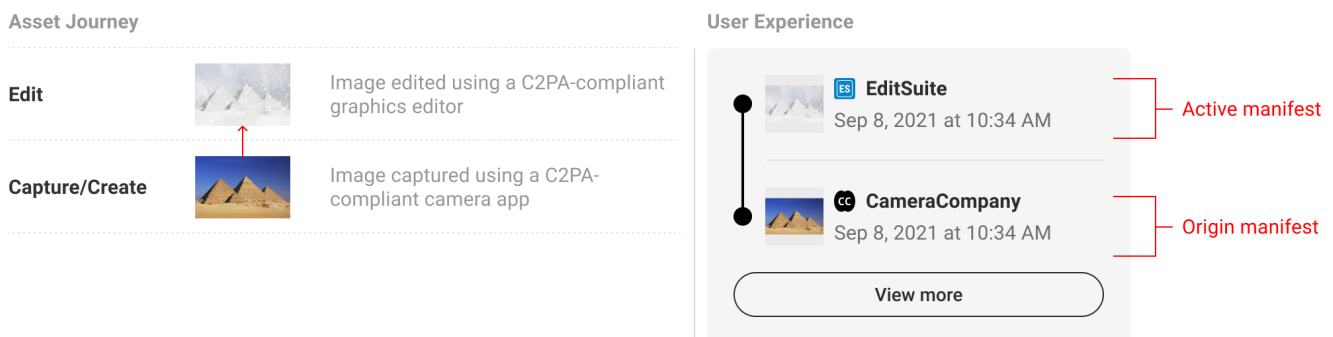 Asset Journey
Edit
Image edited using a C2PA-compliant
graphics editor
Capture/Create
Image captured using a C2PA-
compliant camera app
User Experience
ES EditSuite
Sep 8, 2021 at 10:34 AM
Active manifest
CC CameraCompany
Sep 8, 2021 at 10:34 AM
Origin manifest
View more